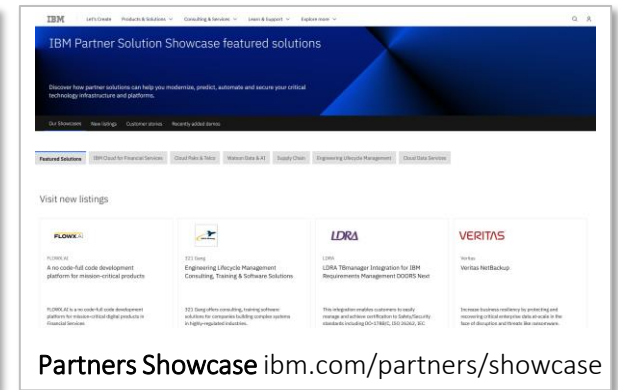 IBM Let's Create Products & Solutions Consulting & Services Learn & Support Explore more
IBM Partner Solution Showcase featured solutions
Discover how partner solutions can help you modernize, predict, automate and secure your critical
technology infrastructure and platforms.
Our Showcases New listings Customer stories Recently added demos
Featured Solutions IBM Cloud for Financial Services Cloud Paks & Telco Watson Data & AI Supply Chain Engineering Lifecycle Management Cloud Data Services
Visit new listings
FLOWX.AI LDRA VERITAS
FLOWX.AI 321 Gang LDRA Veritas
A no code-full code development Engineering Lifecycle Management LDRA TBmanager Integration for IBM Veritas NetBackup
platform for mission-critical products Consulting, Training & Software Solutions Requirements Management DOORS Next
FLOWX.AI is a no code-full code development 321 Gang offers consulting, training software This integration enables customers to easily Increase business resiliency by protecting and
platform for mission-critical digital products in solutions for companies building complex systems manage and achieve certification to Safety/Security recovering critical enterprise data at-scale in the
Financial Services in highly-regulated industries. standards including DO-178B/C, ISO 26262, IEC face of disruption and threats like ransomware.
Partners Showcase ibm.com/partners/showcase